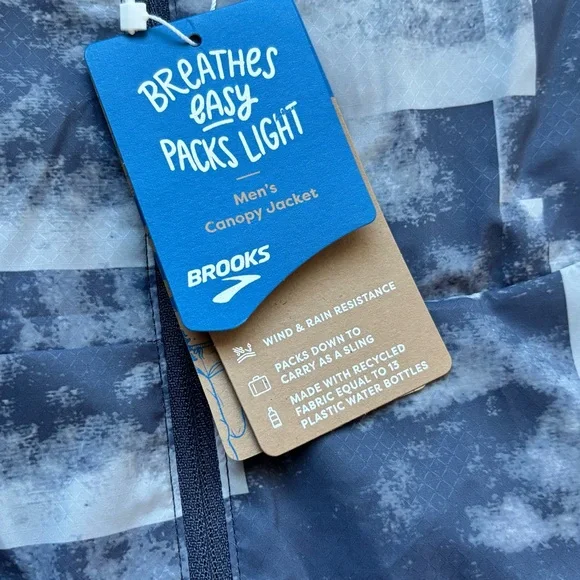 BREATHES
eASY
PACKS LIGHT
Men's
Canopy Jacket
BROOKS
WIND & RAIN RESISTANCE
PACKS DOWN TO
CARRY AS A SLING
MADE WITH RECYCLED
FABRIC EQUAL TO 13
PLASTIC WATER BOTTLES